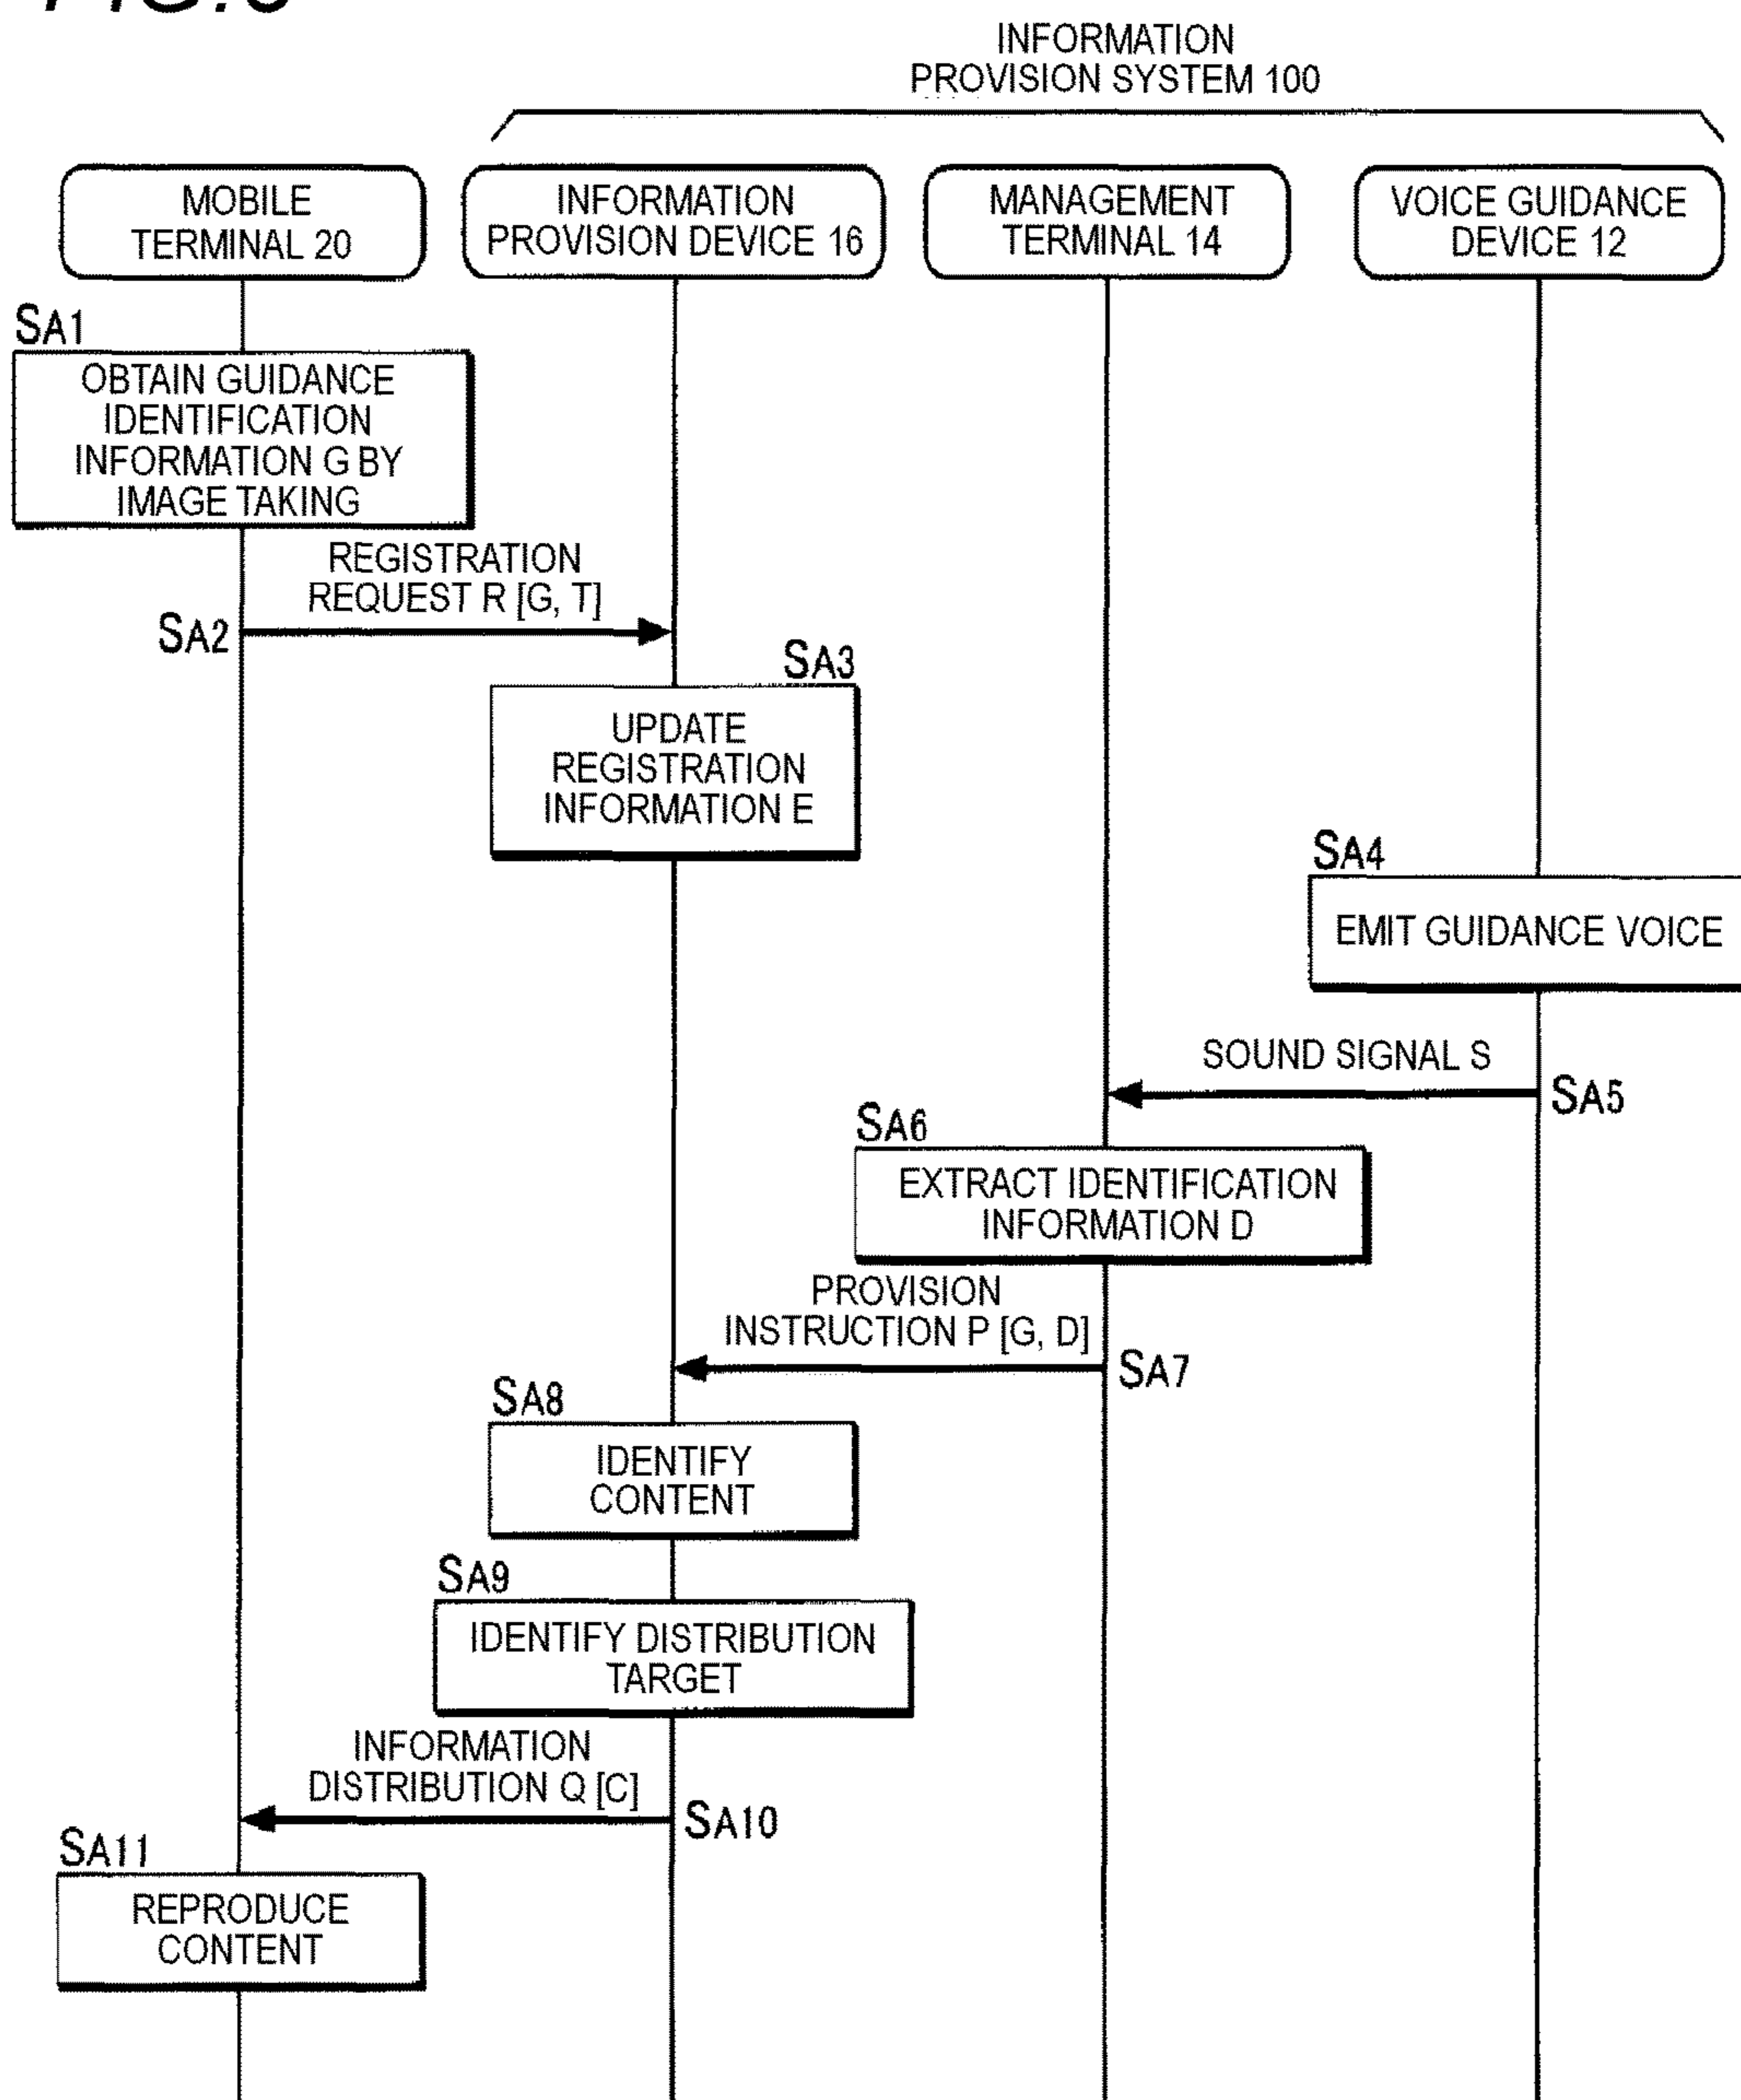 INFORMATION
PROVISION SYSTEM 100
MOBILE
TERMINAL 20
INFORMATION
PROVISION DEVICE 16
MANAGEMENT
TERMINAL 14
VOICE GUIDANCE
DEVICE 12
SA1
OBTAIN GUIDANCE
IDENTIFICATION
INFORMATION G BY
IMAGE TAKING
REGISTRATION
REQUEST R [G, T]
SA2
SA3
UPDATE
REGISTRATION
INFORMATION E
SA4
EMIT GUIDANCE VOICE
SOUND SIGNAL S
SA5
SA6
EXTRACT IDENTIFICATION
INFORMATION D
PROVISION
INSTRUCTION P [G, D]
SA7
SA8
IDENTIFY
CONTENT
SA9
IDENTIFY DISTRIBUTION
TARGET
INFORMATION
DISTRIBUTION Q [C]
SA10
SA11
REPRODUCE
CONTENT